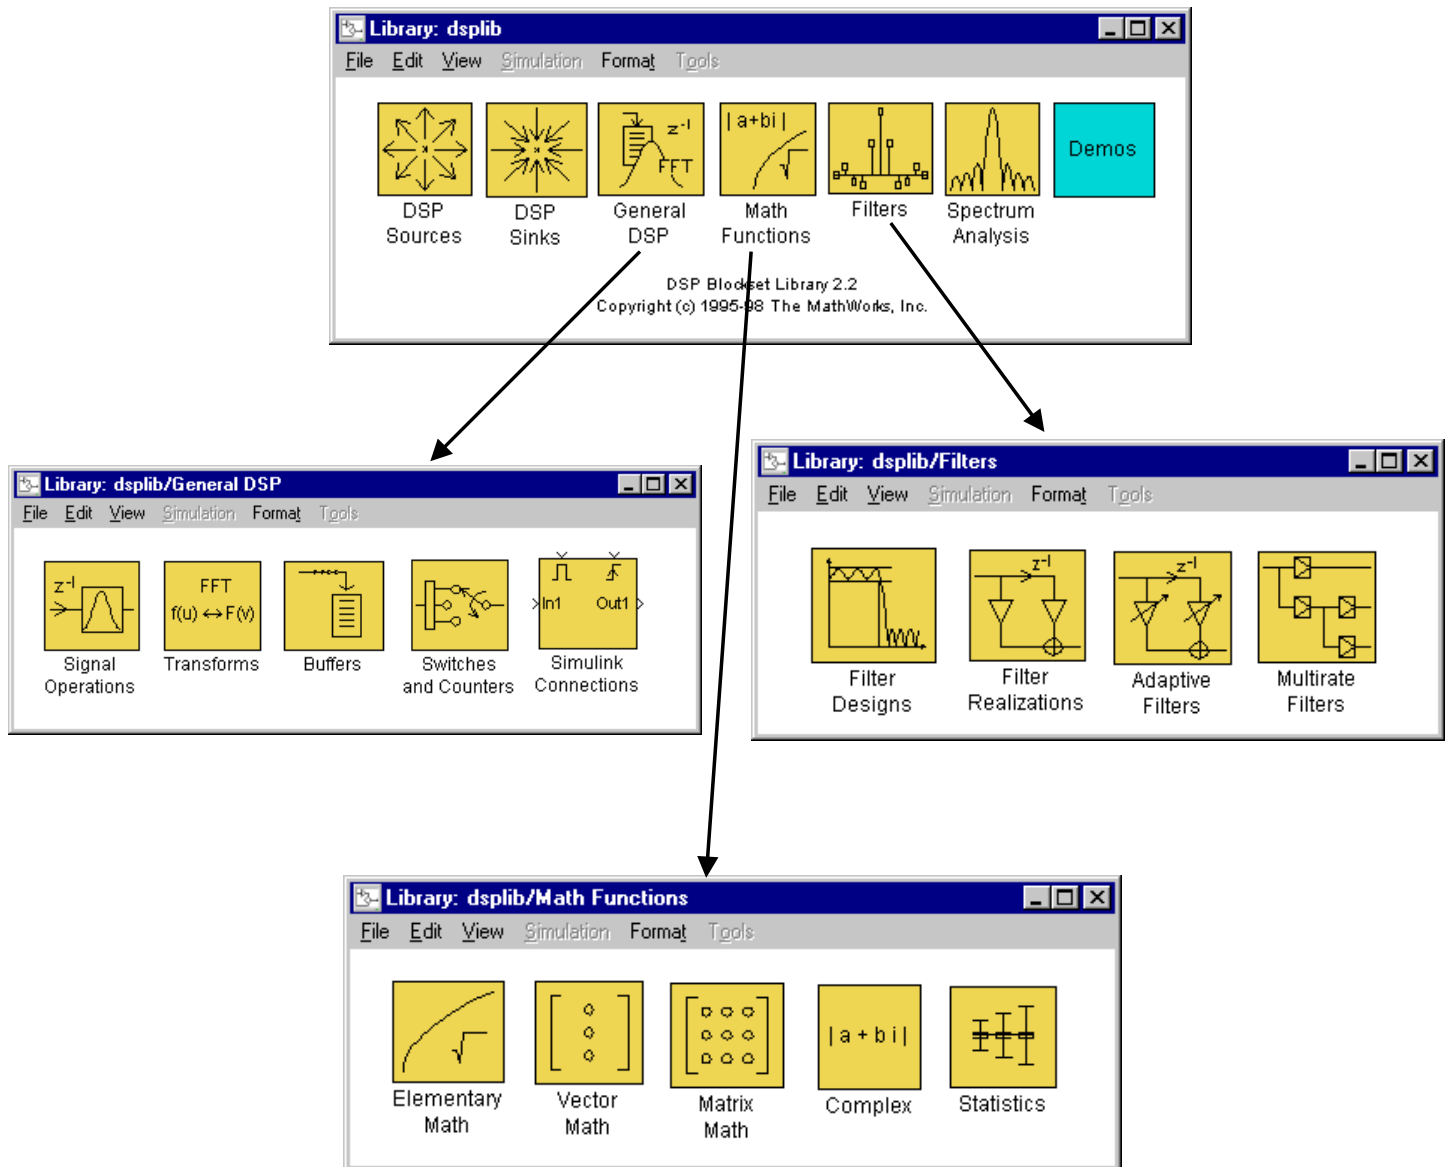 Library: dsplib
File Edit View Simulation Format Tools
|a+bi|
z-1
FFT
Demos
DSP
Sources
DSP
Sinks
General
DSP
Math
Functions
Filters
Spectrum
Analysis
DSP Blockset Library 2.2
Copyright (c) 1995-98 The MathWorks, Inc.
Library: dsplib/General DSP
File Edit View Simulation Format Tools
z-1
FFT
f(u) ↔ F(v)
In1 Out1
Signal
Operations
Transforms
Buffers
Switches
and Counters
Simulink
Connections
Library: dsplib/Filters
File Edit View Simulation Format Tools
z-1
z-1
Filter
Designs
Filter
Realizations
Adaptive
Filters
Multirate
Filters
Library: dsplib/Math Functions
File Edit View Simulation Format Tools
|a + b i|
Elementary
Math
Vector
Math
Matrix
Math
Complex
Statistics